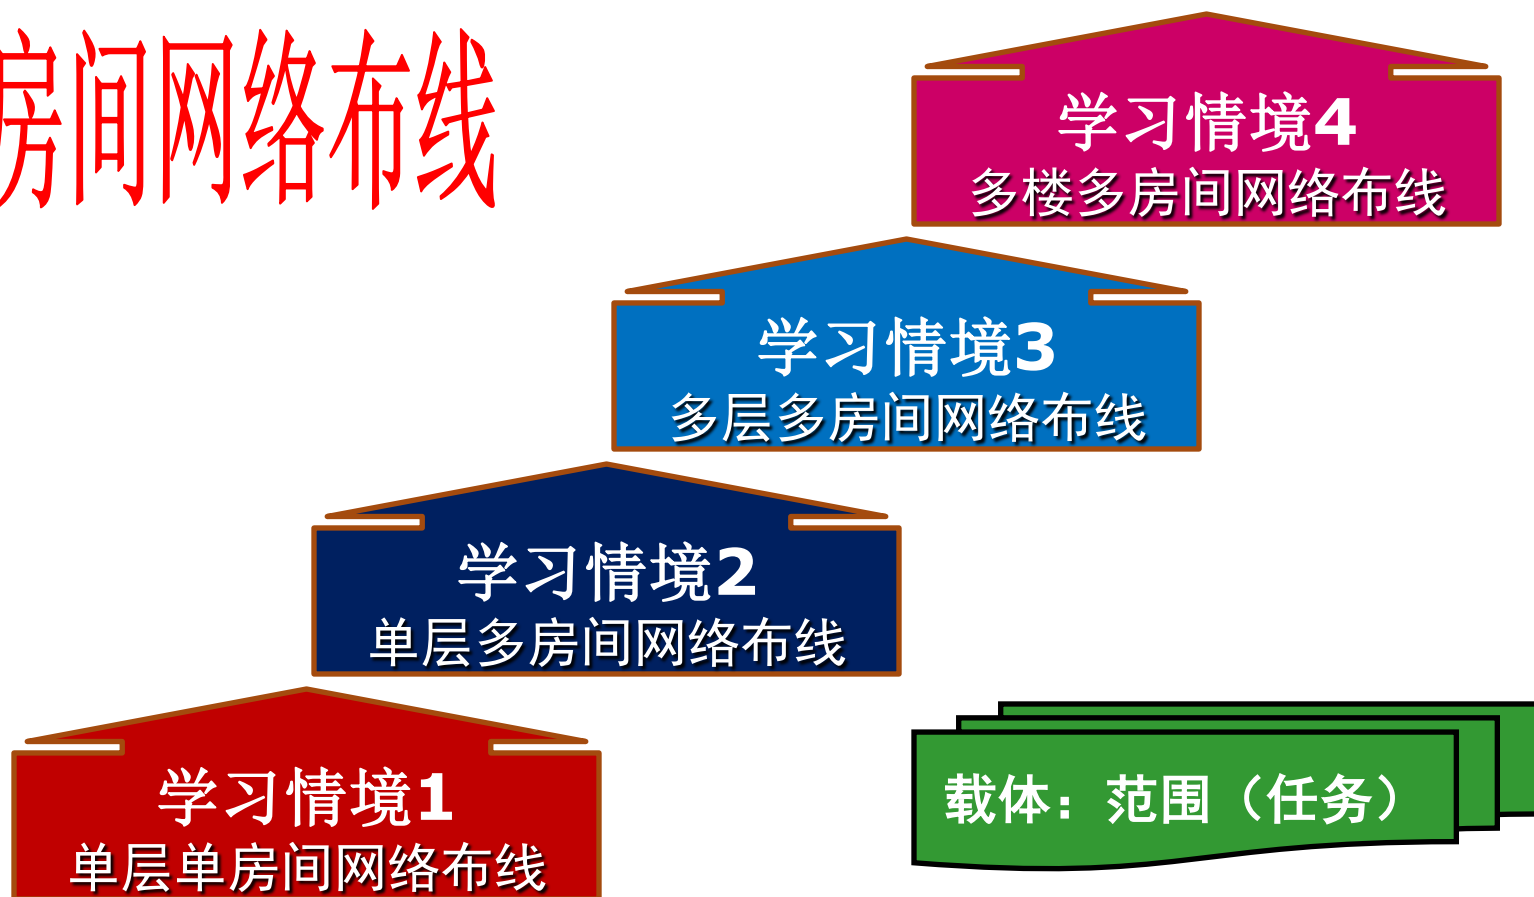 房间网络布线
学习情境4
多楼多房间网络布线
学习情境3
多层多房间网络布线
学习情境2
单层多房间网络布线
学习情境1
单层单房间网络布线
载体：范围（任务）